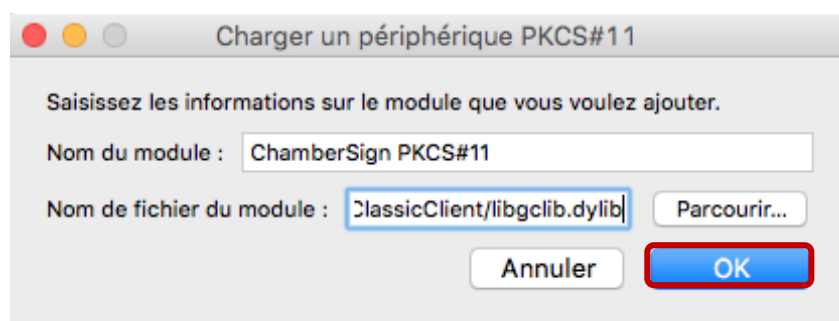 Charger un périphérique PKCS#11
Saisissez les informations sur le module que vous voulez ajouter.
Nom du module : ChamberSign PKCS#11
Nom de fichier du module : ClassicClient/libgclib.dylib Parcourir...
Annuler OK